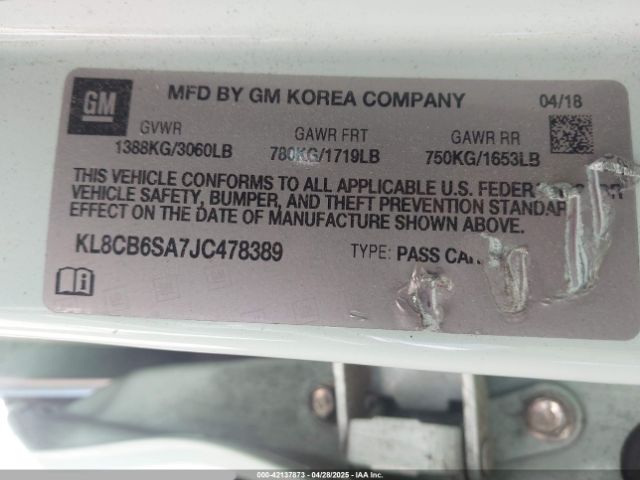 GM
MFD BY GM KOREA COMPANY 04/18
GVWR GAWR FRT GAWR RR
1388KG/3060LB 780KG/1719LB 750KG/1653LB
THIS VEHICLE CONFORMS TO ALL APPLICABLE U.S. FEDER
VEHICLE SAFETY, BUMPER, AND THEFT PREVENTION STANDAR
EFFECT ON THE DATE OF MANUFACTURE SHOWN ABOVE.
KL8CB6SA7JC478389 TYPE: PASS CAR
000-42137873 - 04/28/2025 - IAA Inc.